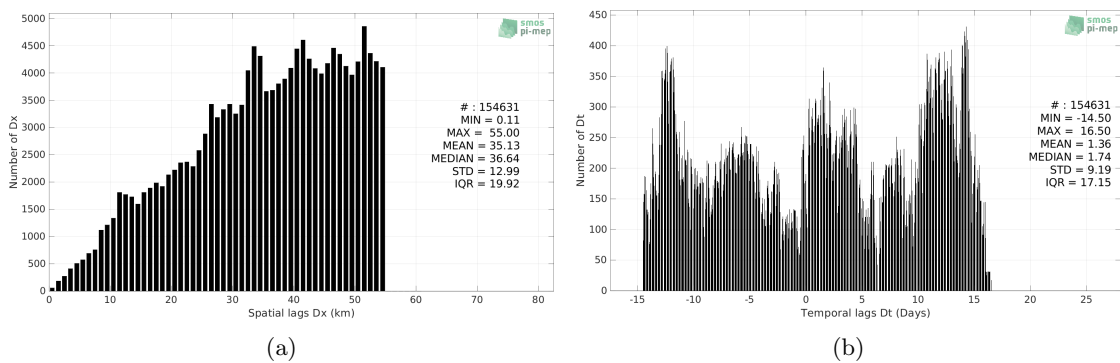 5000
4500
4000
3500
3000
2500
2000
1500
1000
500
0
Number of Dx
0 10 20 30 40 50 60 70 80
Spatial lags Dx (km)
smos
pi-mep
# : 154631
MIN = 0.11
MAX = 55.00
MEAN = 35.13
MEDIAN = 36.64
STD = 12.99
IQR = 19.92
(a)
450
400
350
300
250
200
150
100
50
0
Number of Dt
-15 -10 -5 0 5 10 15 20 25
Temporal lags Dt (Days)
smos
pi-mep
# : 154631
MIN = -14.50
MAX = 16.50
MEAN = 1.36
MEDIAN = 1.74
STD = 9.19
IQR = 17.15
(b)